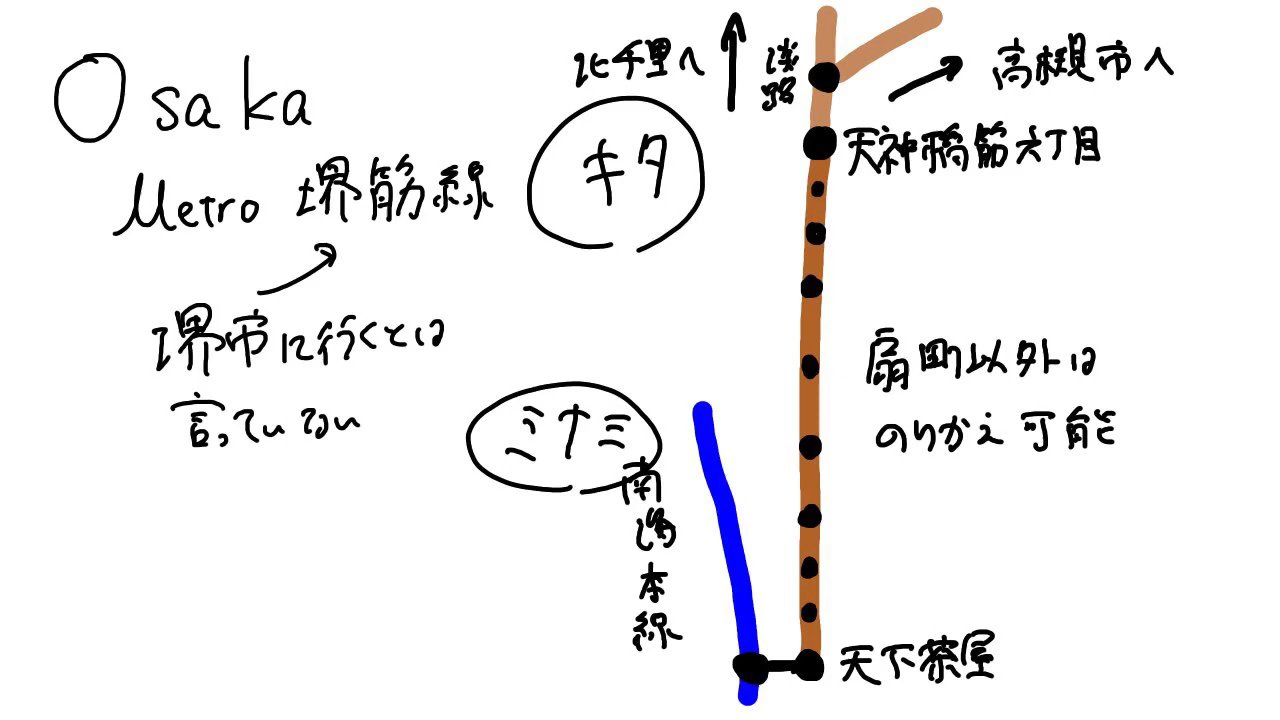 Osaka
Metro 堺筋線
堺市に行くとは
言っていない
キタ
ミナミ
南海本線
北千里へ
淡路
高槻市へ
天神橋筋六丁目
扇町以外は
のりかえ可能
天下茶屋